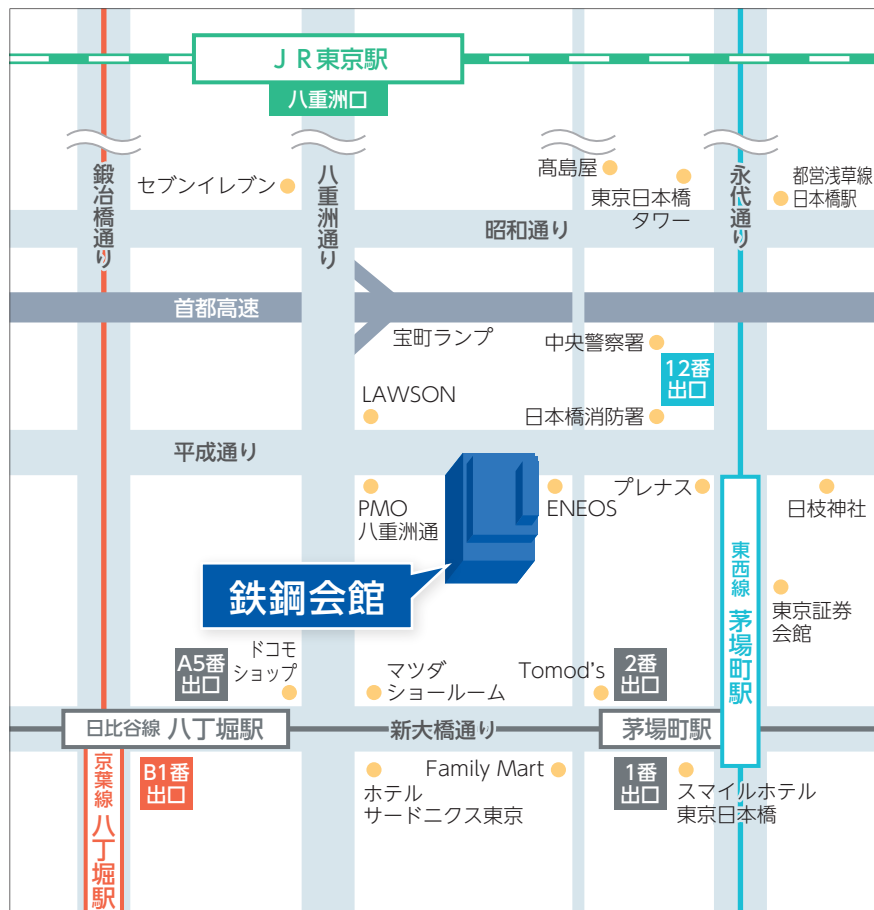 JR東京駅
八重洲口
鍛冶橋通り
セブンイレブン
八重洲通り
髙島屋
東京日本橋
タワー
永代通り
都営浅草線
日本橋駅
昭和通り
首都高速
宝町ランプ
中央警察署
12番
出口
LAWSON
日本橋消防署
平成通り
PMO
八重洲通
ENEOS
プレナス
日枝神社
鉄鋼会館
東西線 茅場町駅
東京証券
会館
A5番
出口
ドコモ
ショップ
マツダ
ショールーム
Tomod's
2番
出口
日比谷線 八丁堀駅
新大橋通り
茅場町駅
京葉線 八丁堀駅
B1番
出口
ホテル
サードニクス東京
Family Mart
1番
出口
スマイルホテル
東京日本橋